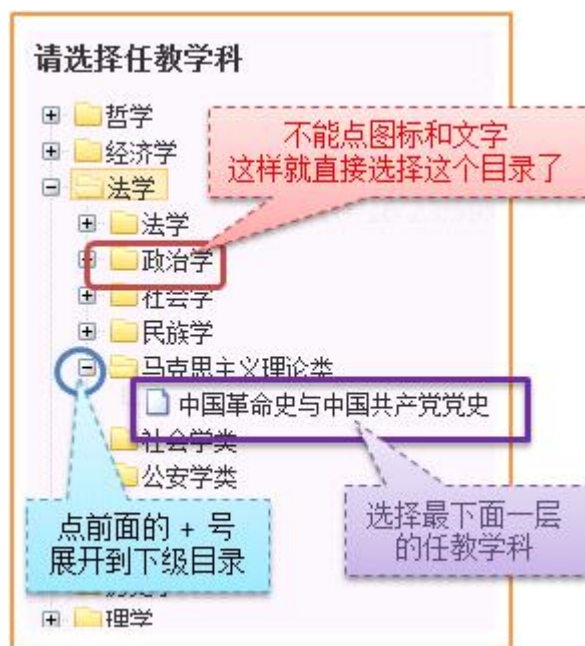 请选择任教学科
哲学
不能点图标和文字
这样就直接选择这个目录了
经济学
法学
法学
政治学
社会学
民族学
马克思主义理论类
中国革命史与中国共产党党史
社会学类
公安学类
点前面的 + 号
展开到下级目录
选择最下面一层
的任教学科
理学